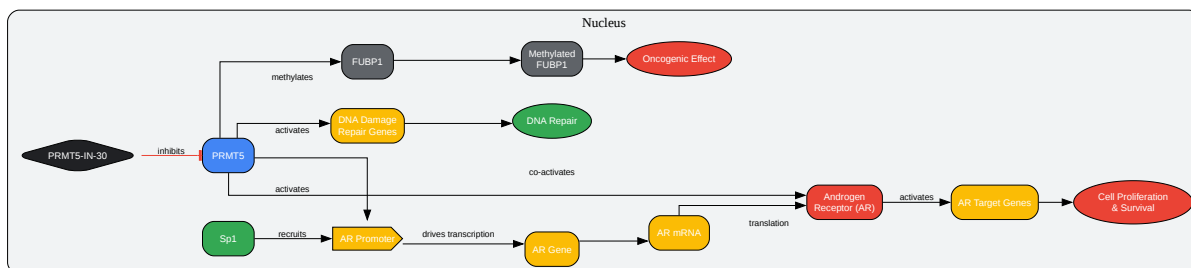 Nucleus
FUBP1
Methylated
FUBP1
Oncogenic Effect
methylates
DNA Damage
Repair Genes
DNA Repair
activates
PRMT5-IN-30
inhibits
PRMT5
co-activates
activates
Androgen
Receptor (AR)
activates
AR Target Genes
Cell Proliferation
& Survival
translation
Sp1
recruits
AR Promoter
drives transcription
AR Gene
AR mRNA